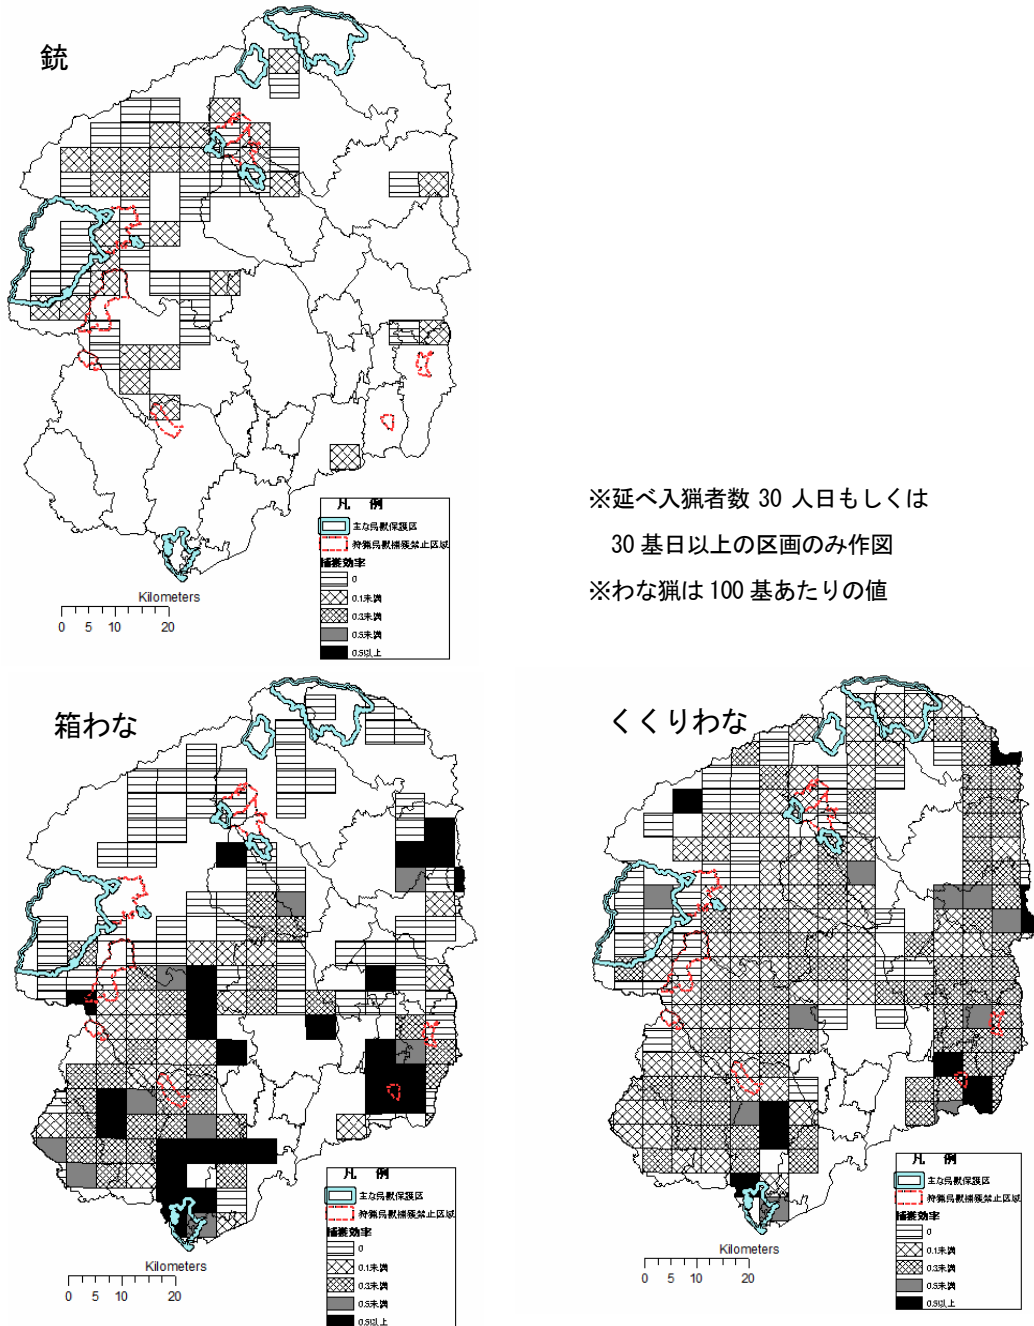 銃
凡 例
主な鳥獣保護区
狩猟鳥獣捕獲禁止区域
捕獲効率
0
0.1未満
0.3未満
0.5未満
0.5以上
Kilometers
0 5 10 20
※延べ入猟者数 30 人日もしくは
30 基日以上の区画のみ作図
※わな猟は 100 基あたりの値
箱わな
凡 例
主な鳥獣保護区
狩猟鳥獣捕獲禁止区域
捕獲効率
0
0.1未満
0.3未満
0.5未満
0.5以上
Kilometers
0 5 10 20
くくりわな
凡 例
主な鳥獣保護区
狩猟鳥獣捕獲禁止区域
捕獲効率
0
0.1未満
0.3未満
0.5未満
0.5以上
Kilometers
0 5 10 20